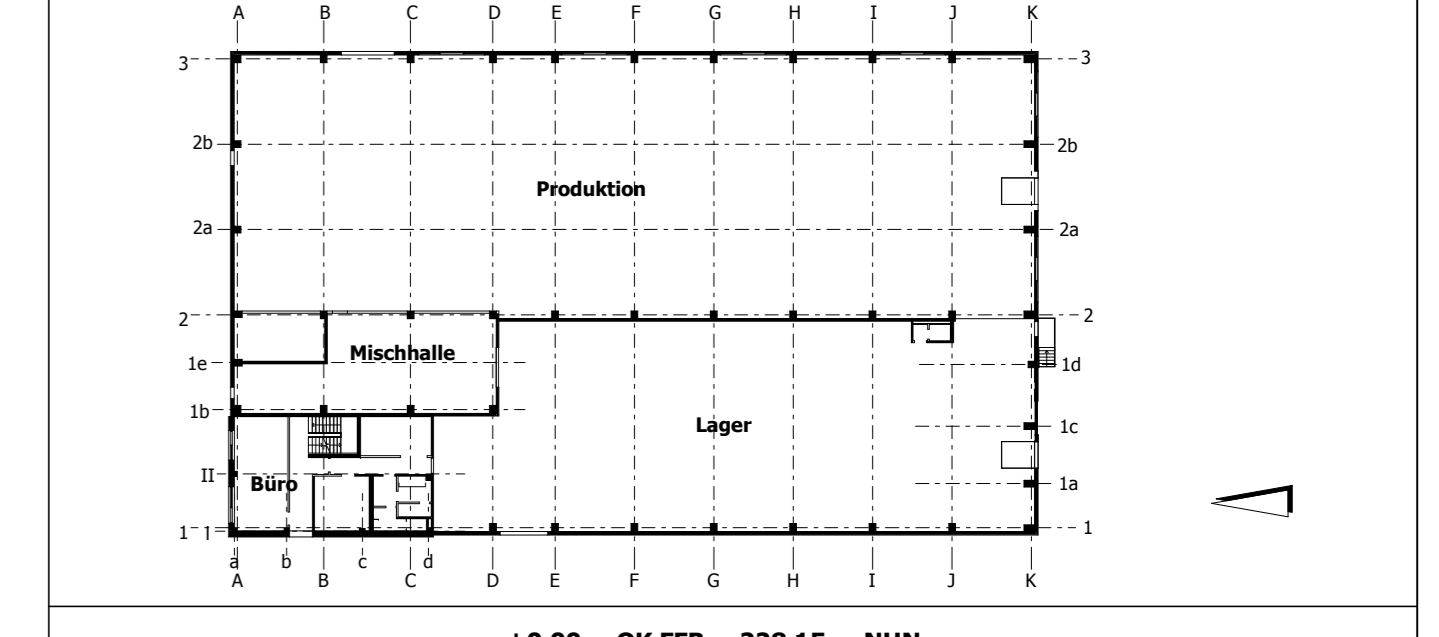 A B C D E F G H I J K
3 3
2b 2b
Produktion
2a 2a
2 2
Mischhalle
1e 1d
1b
Lager
1c
II
Büro
1a
1 I 1
a b c d
A B C D E F G H I J K